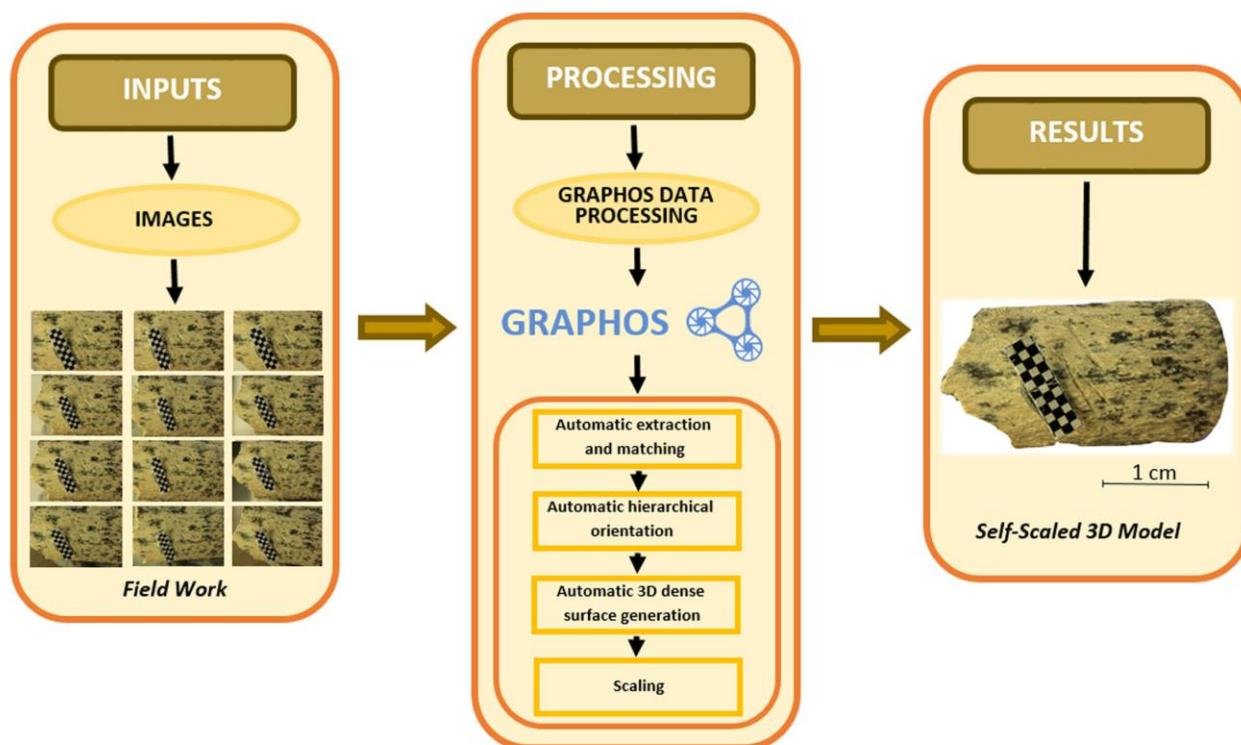 INPUTS
IMAGES
Field Work
PROCESSING
GRAPHOS DATA
PROCESSING
GRAPHOS
Automatic extraction
and matching
Automatic hierarchical
orientation
Automatic 3D dense
surface generation
Scaling
RESULTS
1 cm
Self-Scaled 3D Model